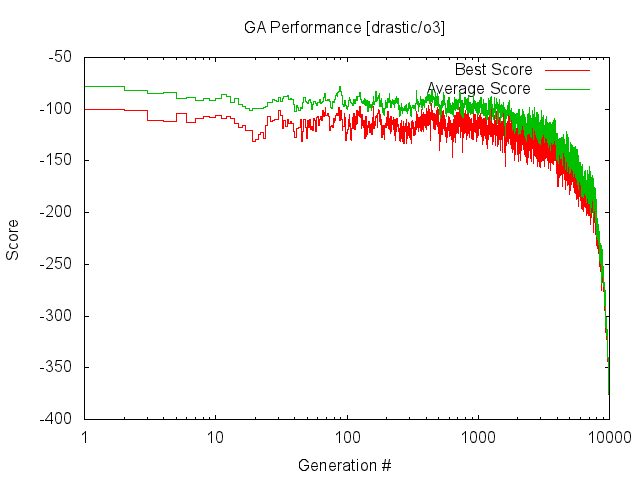 GA Performance [drastic/o3]
-50
Best Score
Average Score
-100
-150
-200
Score
-250
-300
-350
-400
1
10
100
1000
10000
Generation #